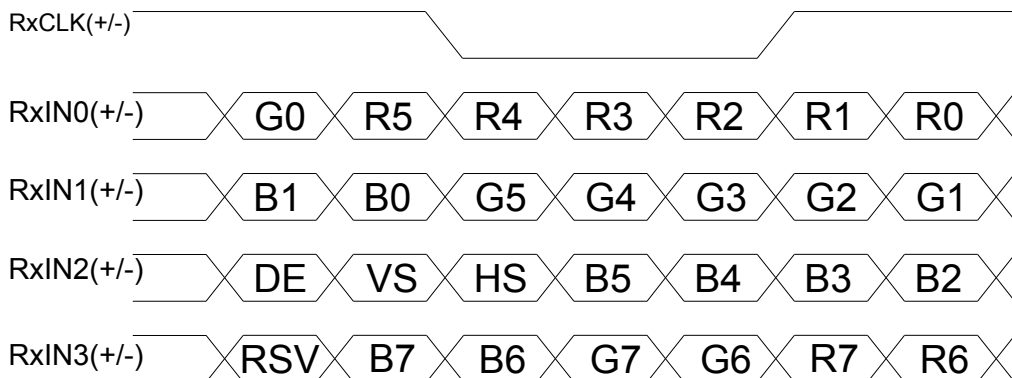 RxCLK(+/-)
RxIN0(+/-) G0 R5 R4 R3 R2 R1 R0
RxIN1(+/-) B1 B0 G5 G4 G3 G2 G1
RxIN2(+/-) DE VS HS B5 B4 B3 B2
RxIN3(+/-) RSV B7 B6 G7 G6 R7 R6